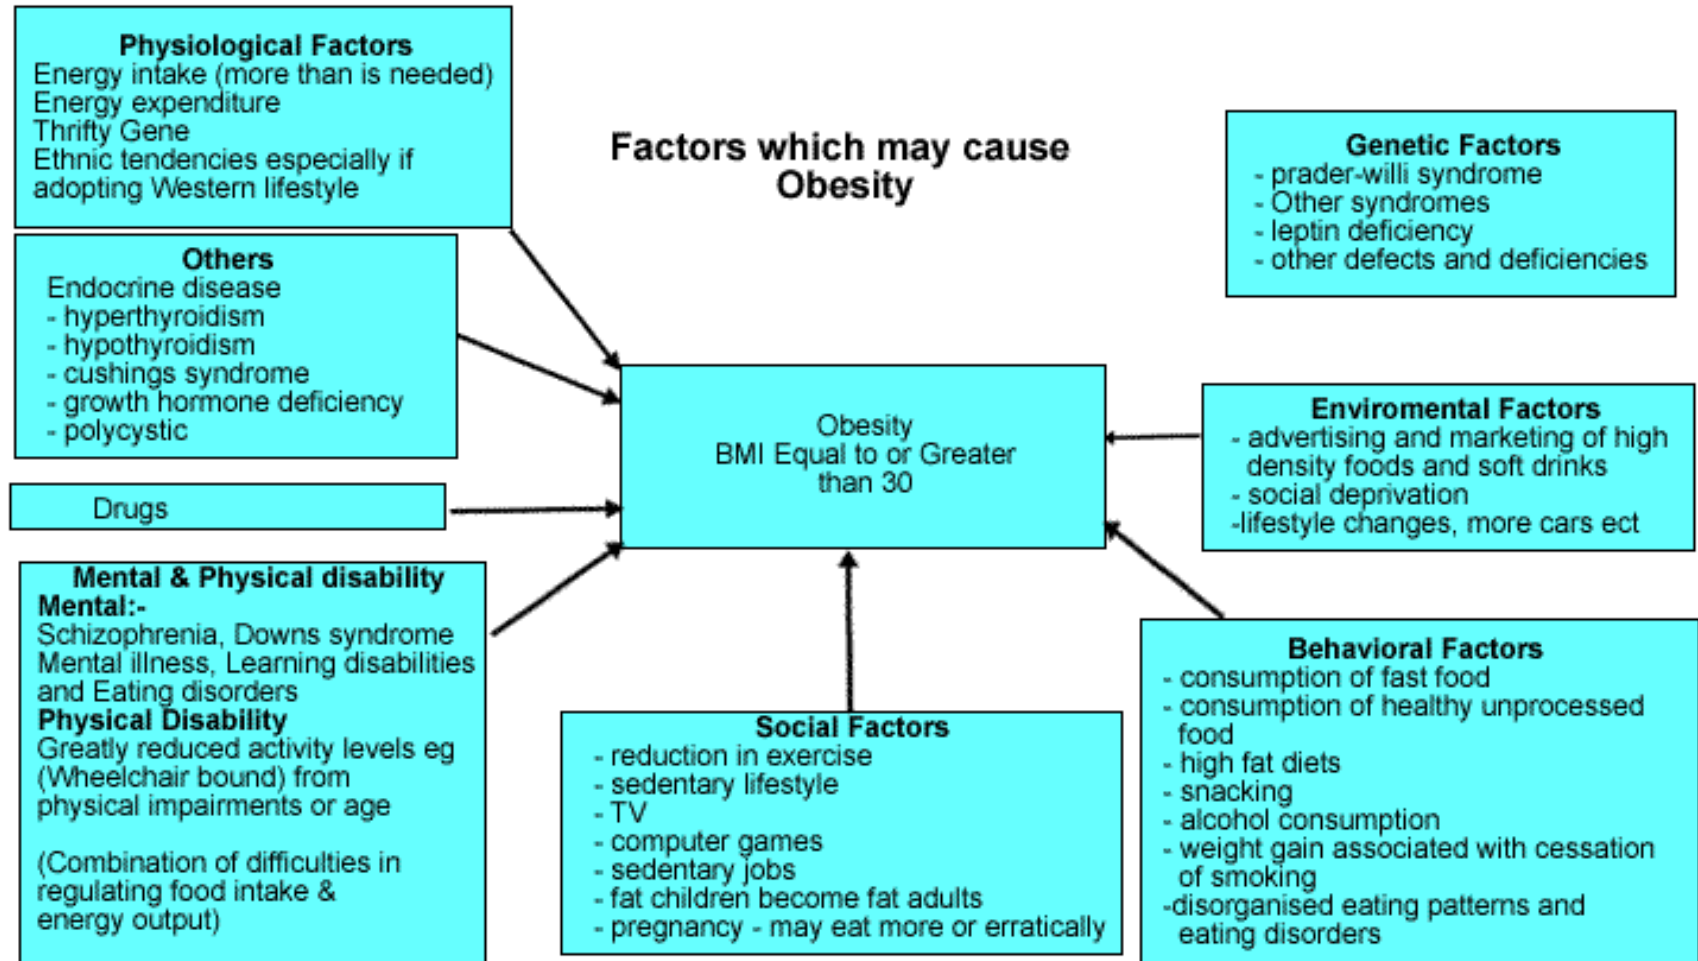 Physiological Factors
Energy intake (more than is needed)
Energy expenditure
Thrifty Gene
Ethnic tendencies especially if
adopting Western lifestyle
Factors which may cause
Obesity
Genetic Factors
- prader-willi syndrome
- Other syndromes
- leptin deficiency
- other defects and deficiencies
Others
Endocrine disease
- hyperthyroidism
- hypothyroidism
- cushings syndrome
- growth hormone deficiency
- polycystic
Obesity
BMI Equal to or Greater
than 30
Enviromental Factors
- advertising and marketing of high
density foods and soft drinks
- social deprivation
-lifestyle changes, more cars ect
Drugs
Mental & Physical disability
Mental:-
Schizophrenia, Downs syndrome
Mental illness, Learning disabilities
and Eating disorders
Physical Disability
Greatly reduced activity levels eg
(Wheelchair bound) from
physical impairments or age
(Combination of difficulties in
regulating food intake &
energy output)
Social Factors
- reduction in exercise
- sedentary lifestyle
- TV
- computer games
- sedentary jobs
- fat children become fat adults
- pregnancy - may eat more or erratically
Behavioral Factors
- consumption of fast food
- consumption of healthy unprocessed
food
- high fat diets
- snacking
- alcohol consumption
- weight gain associated with cessation
of smoking
-disorganised eating patterns and
eating disorders